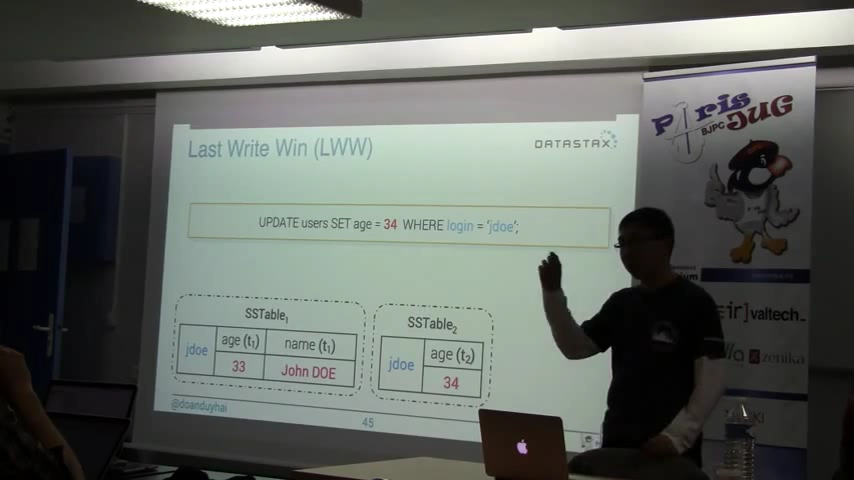 Last Write Win (LWW)
DATASTAX
UPDATE users SET age = 34 WHERE login = 'jdoe';
SSTable1
jdoe
age (t1)
name (t1)
33
John DOE
SSTable2
jdoe
age (t2)
34
@doanduyhai
45
Paris
BJPC JUG
ir]valtech_
zenika